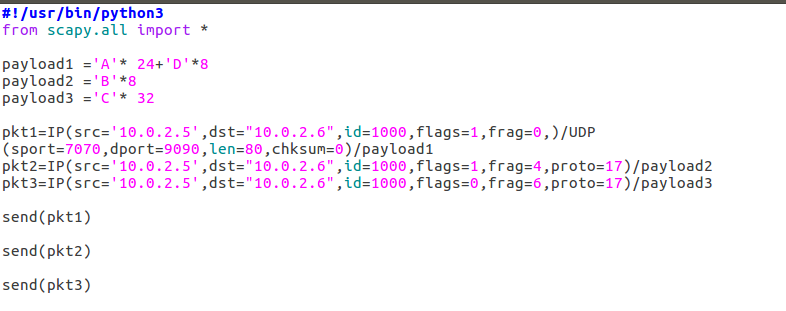 #!/usr/bin/python3
from scapy.all import *
payload1 ='A'* 24+'D'*8
payload2 ='B'*8
payload3 ='C'* 32
pkt1=IP(src='10.0.2.5',dst="10.0.2.6",id=1000,flags=1,frag=0,)/UDP
(sport=7070,dport=9090,len=80,chksum=0)/payload1
pkt2=IP(src='10.0.2.5',dst="10.0.2.6",id=1000,flags=1,frag=4,proto=17)/payload2
pkt3=IP(src='10.0.2.5',dst="10.0.2.6",id=1000,flags=0,frag=6,proto=17)/payload3
send(pkt1)
send(pkt2)
send(pkt3)